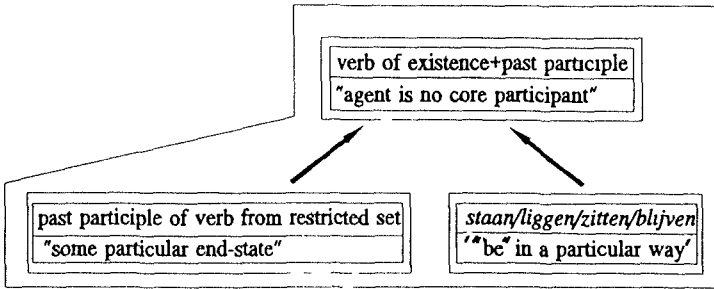 verb of existence+past participle
"agent is no core participant"
past participle of verb from restricted set
"some particular end-state"
staan/liggen/zitten/blijven
'"be" in a particular way'